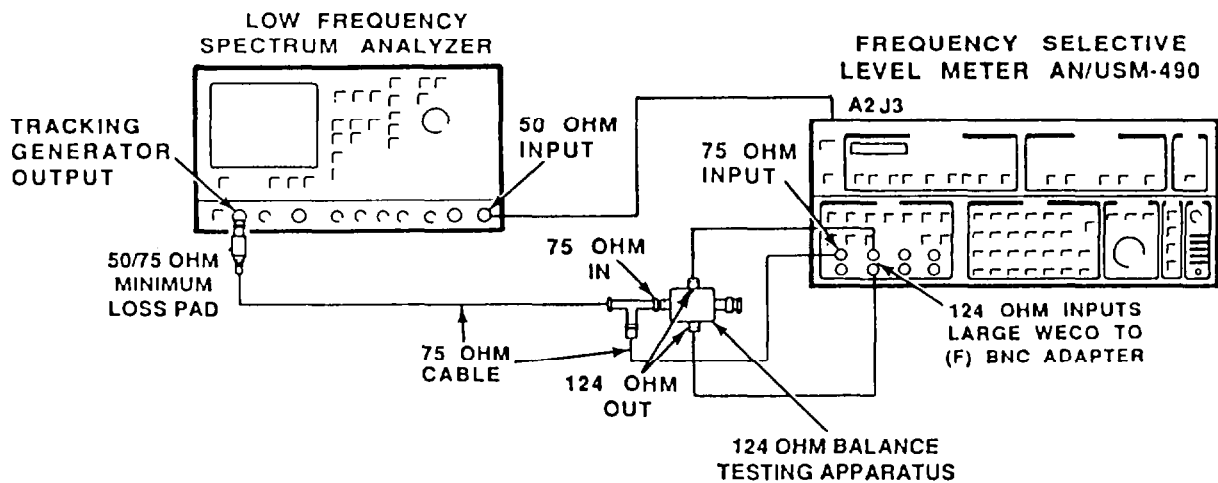 LOW FREQUENCY
SPECTRUM ANALYZER
FREQUENCY SELECTIVE
LEVEL METER AN/USM-490
A2J3
TRACKING
GENERATOR
OUTPUT
50 OHM
INPUT
75 OHM
INPUT
50/75 OHM
MINIMUM
LOSS PAD
75 OHM
IN
75 OHM
CABLE
124 OHM
OUT
124 OHM INPUTS
LARGE WECO TO
(F) BNC ADAPTER
124 OHM BALANCE
TESTING APPARATUS